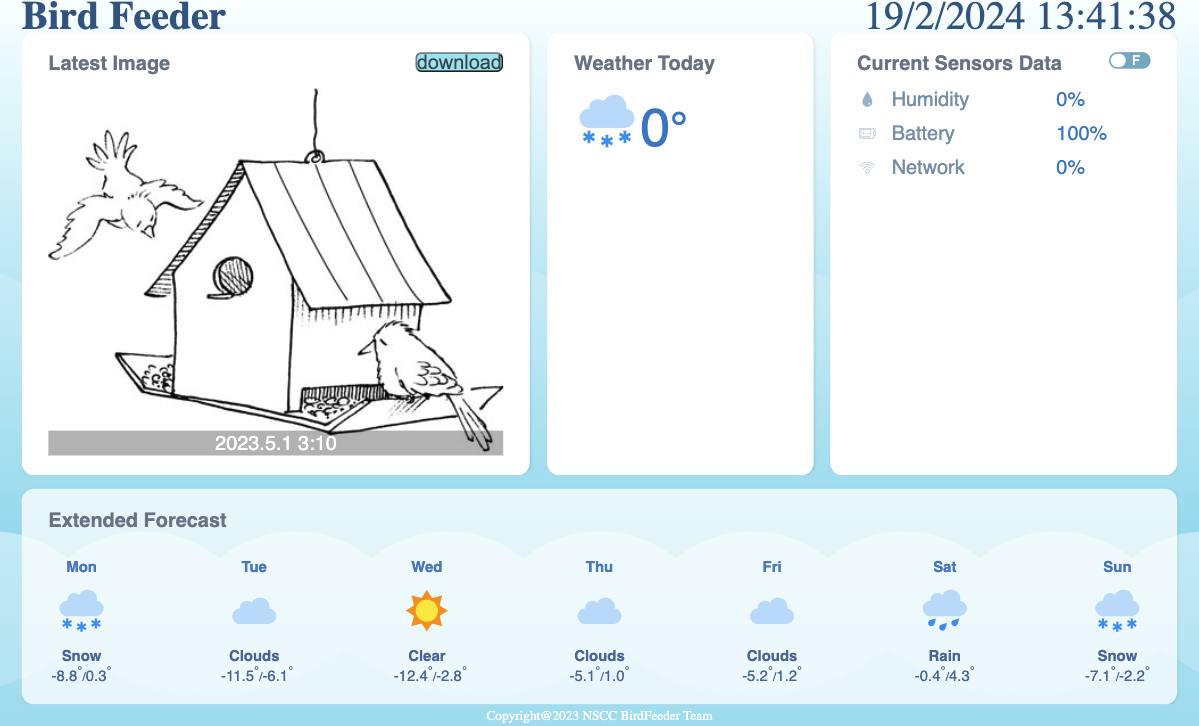 Bird Feeder
19/2/2024 13:41:38
Latest Image
download
2023.5.1 3:10
Weather Today
0°
Current Sensors Data
F
Humidity 0%
Battery 100%
Network 0%
Extended Forecast
Mon Tue Wed Thu Fri Sat Sun
Snow Clouds Clear Clouds Clouds Rain Snow
-8.8°/0.3° -11.5°/-6.1° -12.4°/-2.8° -5.1°/1.0° -5.2°/1.2° -0.4°/4.3° -7.1°/-2.2°
Copyright@2023 NSCC BirdFeeder Team